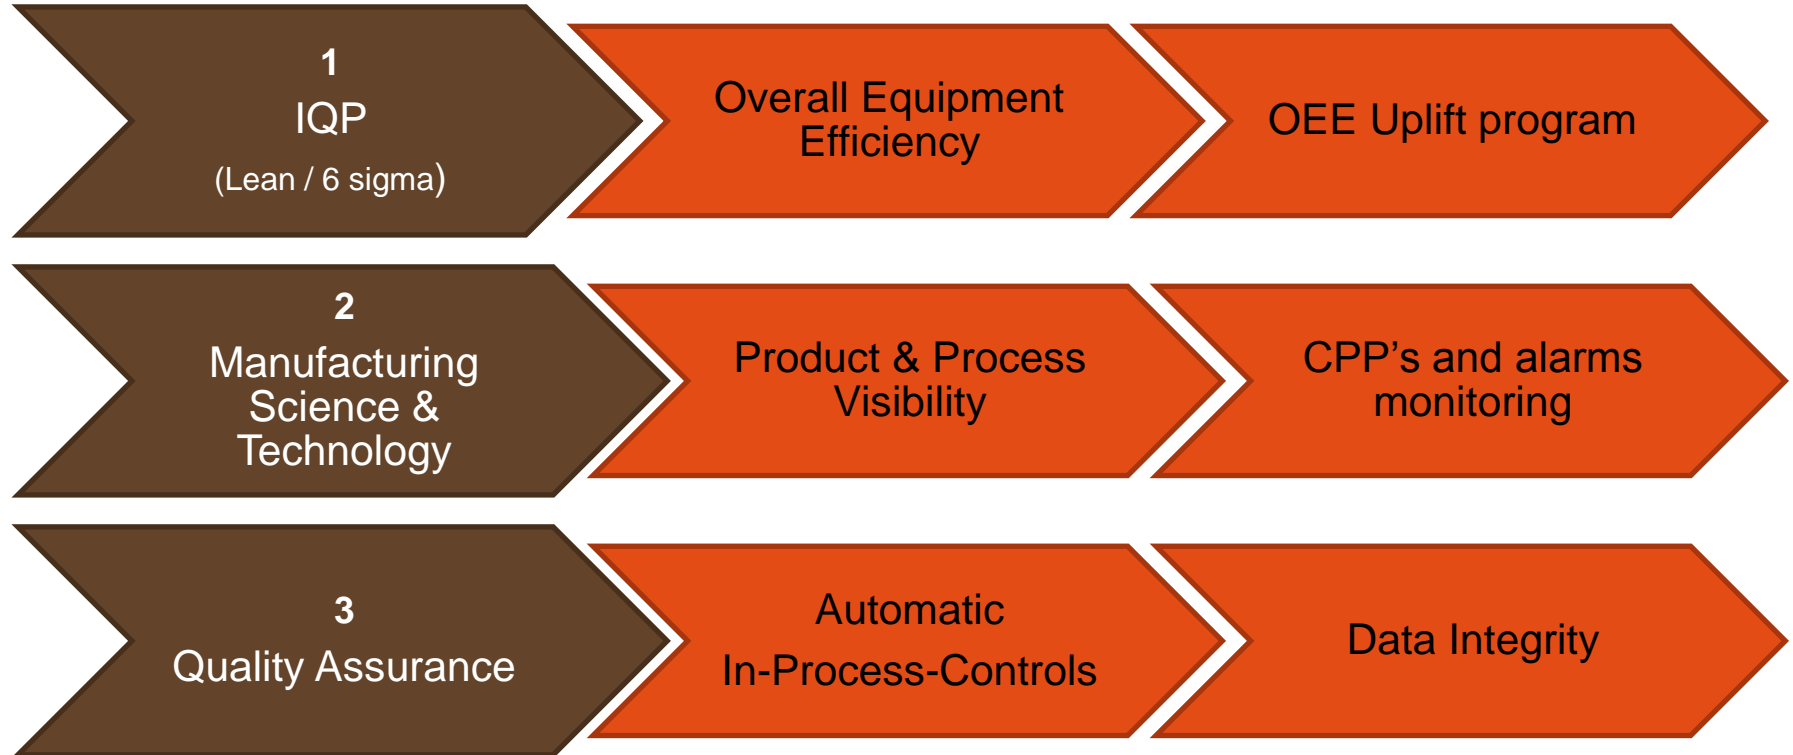 1
IQP
(Lean / 6 sigma)
Overall Equipment
Efficiency
OEE Uplift program
2
Manufacturing
Science &
Technology
Product & Process
Visibility
CPP’s and alarms
monitoring
3
Quality Assurance
Automatic
In-Process-Controls
Data Integrity